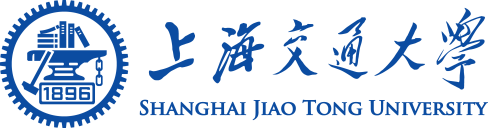 1896
上海交通大學
SHANGHAI JIAO TONG UNIVERSITY